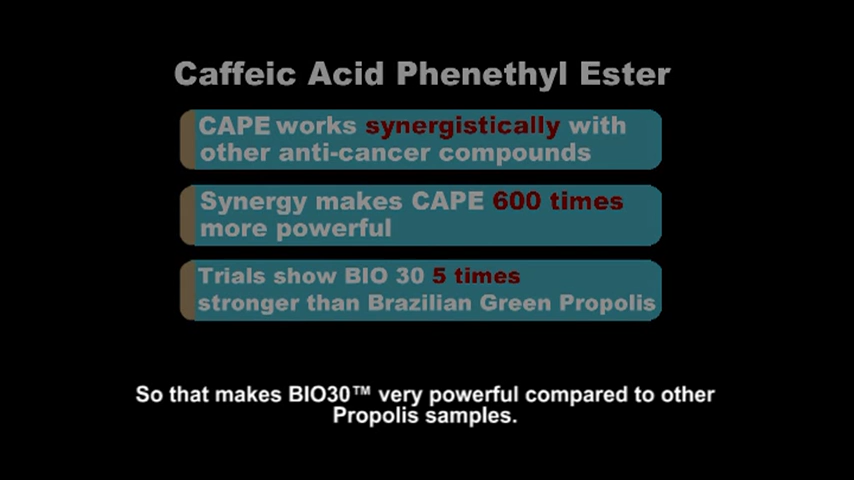 Caffeic Acid Phenethyl Ester
CAPE works synergistically with
other anti-cancer compounds
Synergy makes CAPE 600 times
more powerful
Trials show BIO 30 5 times
stronger than Brazilian Green Propolis
So that makes BIO30™ very powerful compared to other
Propolis samples.